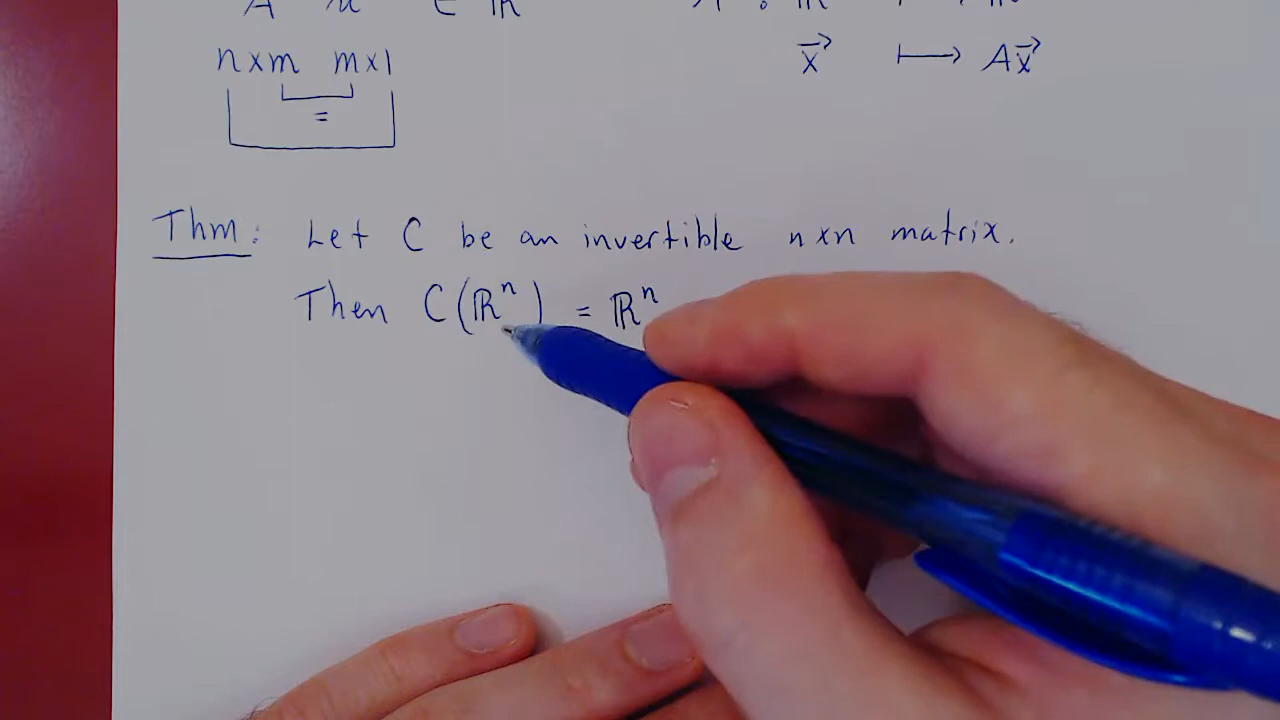 n×m m×1
x⃗ ⟼ Ax⃗
=
Thm: Let C be an invertible n×n matrix.
Then C(ℝⁿ) = ℝⁿ